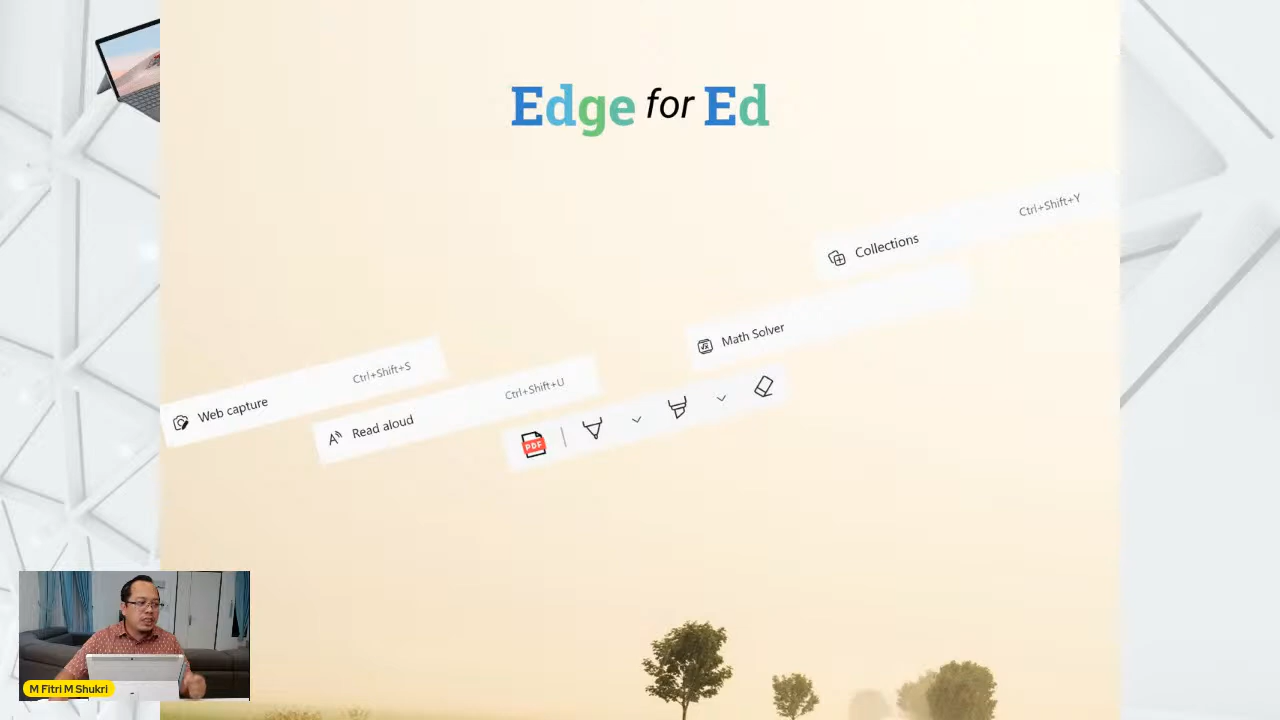 Edge for Ed
Collections Ctrl+Shift+Y
Math Solver
Web capture Ctrl+Shift+S
Read aloud Ctrl+Shift+U
PDF
M Fitri M Shukri